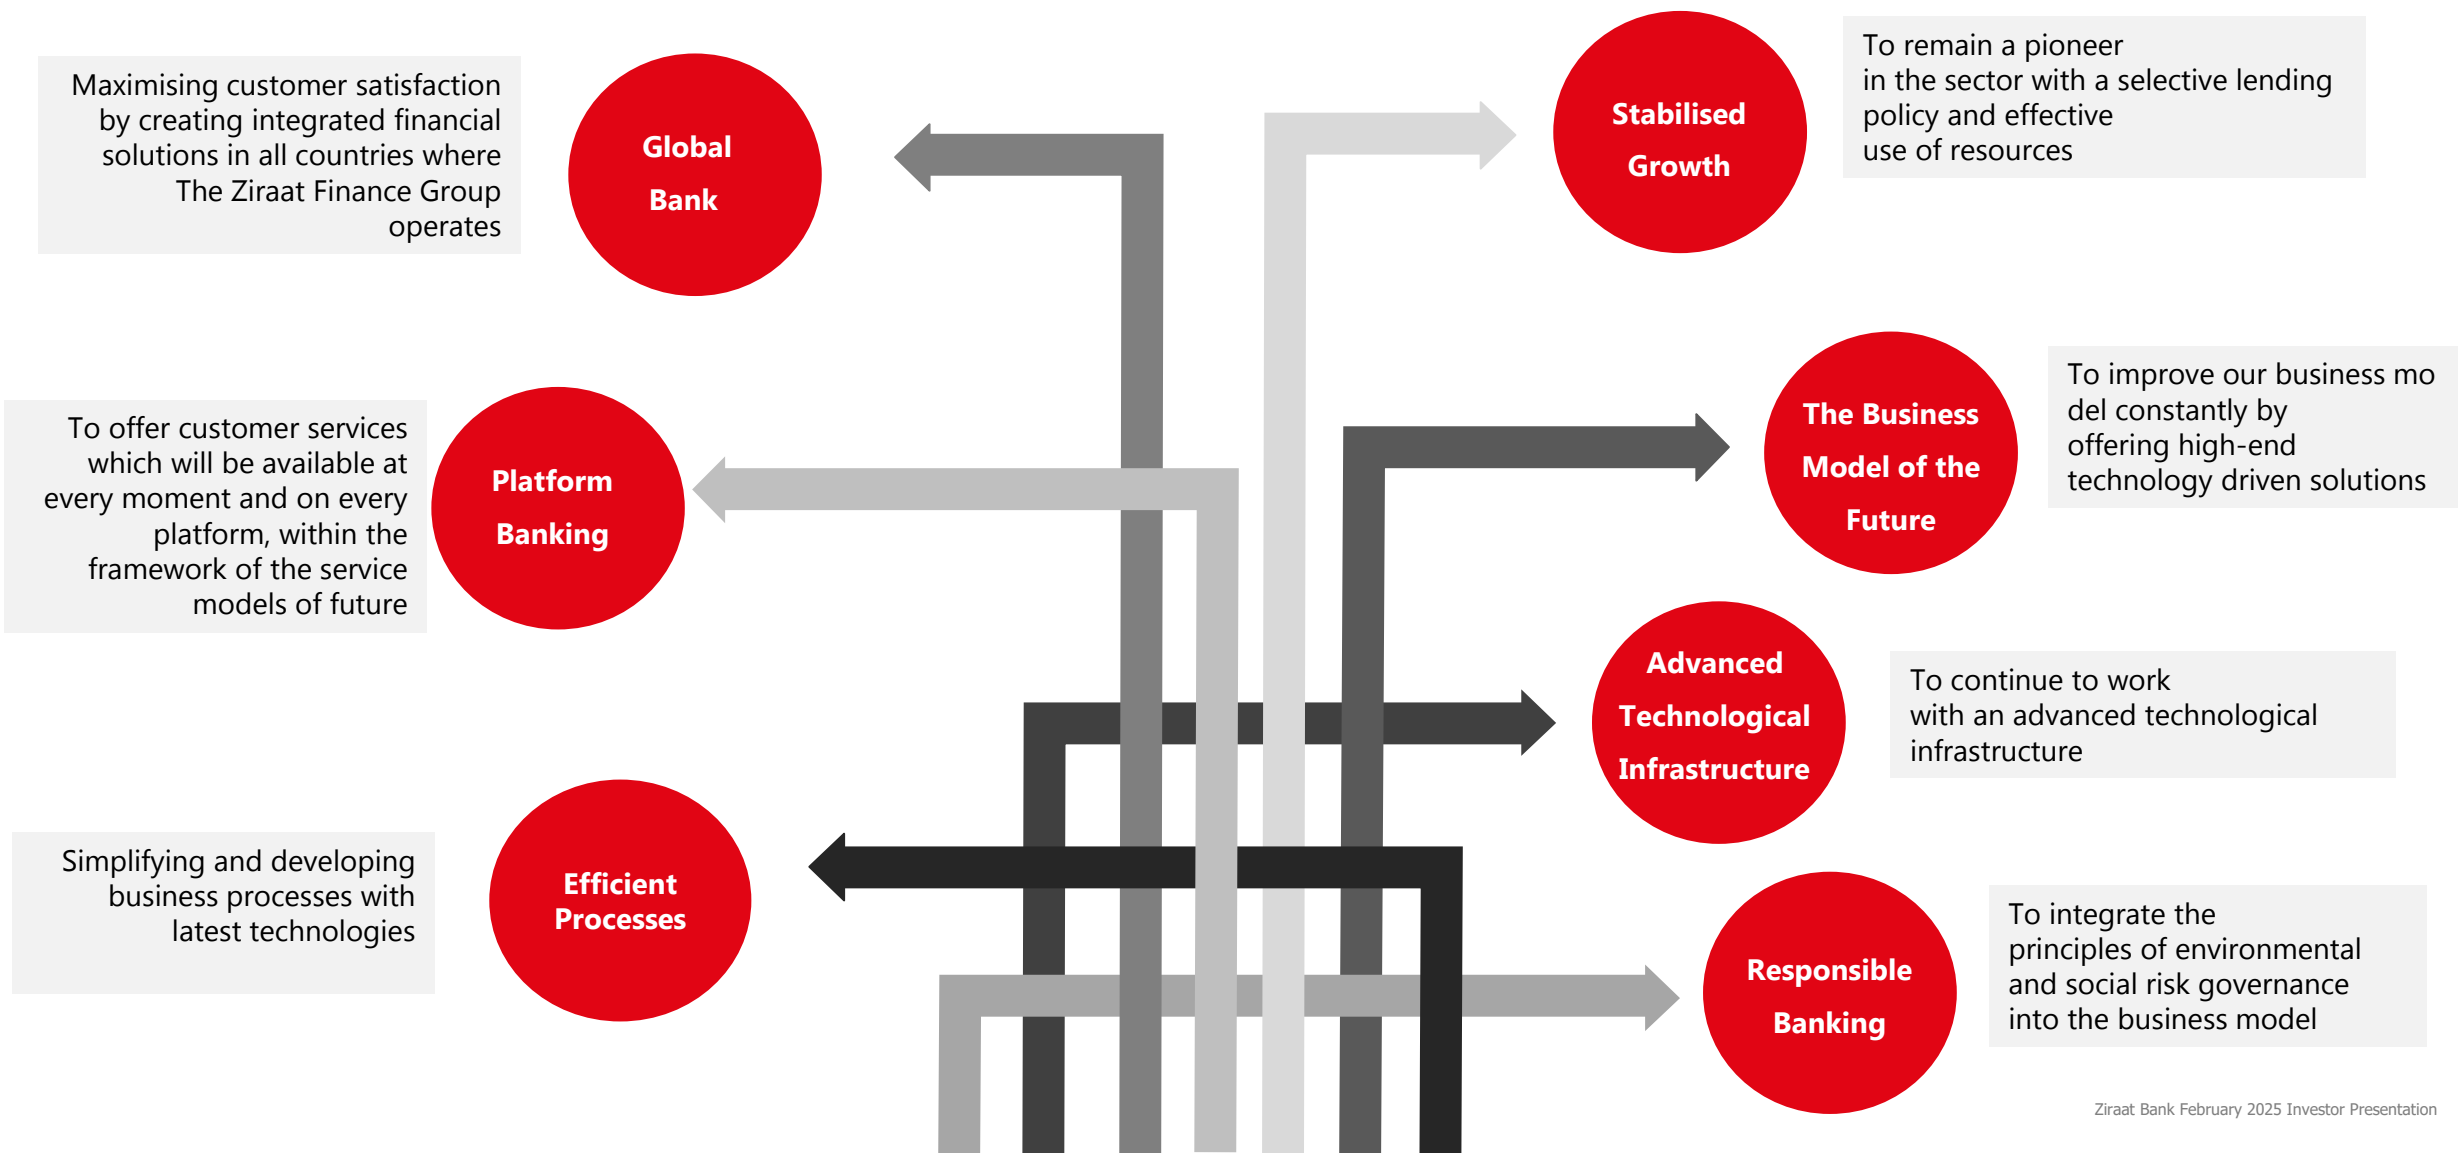 Maximising customer satisfaction
by creating integrated financial
solutions in all countries where
The Ziraat Finance Group
operates
Global
Bank
Stabilised
Growth
To remain a pioneer
in the sector with a selective lending
policy and effective
use of resources
To offer customer services
which will be available at
every moment and on every
platform, within the
framework of the service
models of future
Platform
Banking
The Business
Model of the
Future
To improve our business mo
del constantly by
offering high-end
technology driven solutions
Advanced
Technological
Infrastructure
To continue to work
with an advanced technological
infrastructure
Simplifying and developing
business processes with
latest technologies
Efficient
Processes
Responsible
Banking
To integrate the
principles of environmental
and social risk governance
into the business model
Ziraat Bank February 2025 Investor Presentation